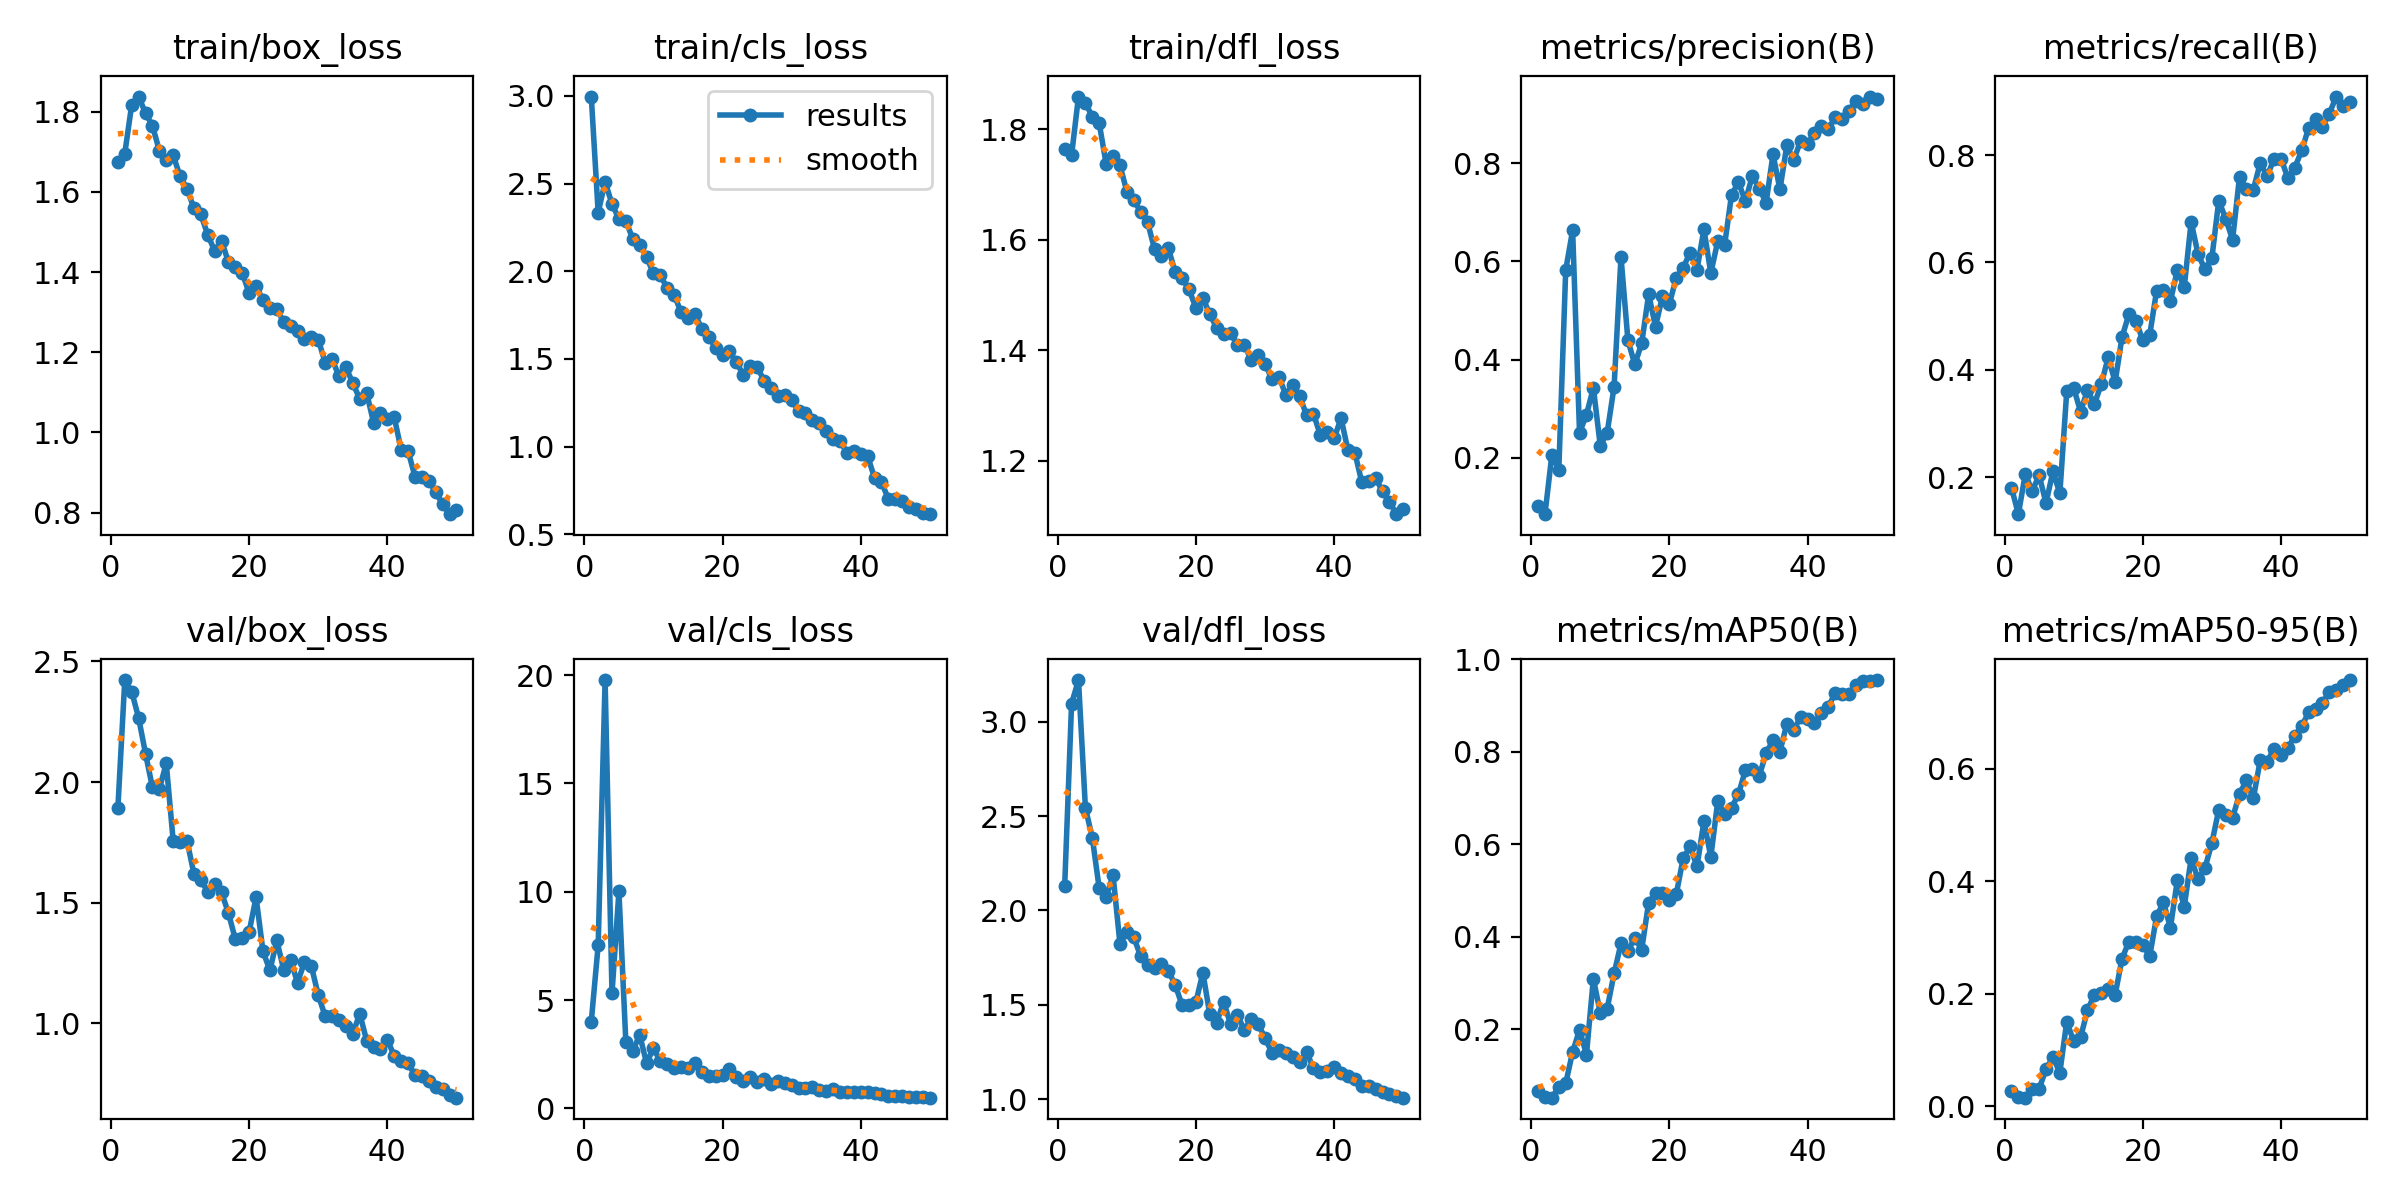 train/box_loss
1.8
1.6
1.4
1.2
1.0
0.8
0 20 40
train/cls_loss
results
smooth
3.0
2.5
2.0
1.5
1.0
0.5
0 20 40
train/dfl_loss
1.8
1.6
1.4
1.2
0 20 40
metrics/precision(B)
0.8
0.6
0.4
0.2
0 20 40
metrics/recall(B)
0.8
0.6
0.4
0.2
0 20 40
val/box_loss
2.5
2.0
1.5
1.0
0 20 40
val/cls_loss
20
15
10
5
0
0 20 40
val/dfl_loss
3.0
2.5
2.0
1.5
1.0
0 20 40
metrics/mAP50(B)
1.0
0.8
0.6
0.4
0.2
0 20 40
metrics/mAP50-95(B)
0.6
0.4
0.2
0.0
0 20 40